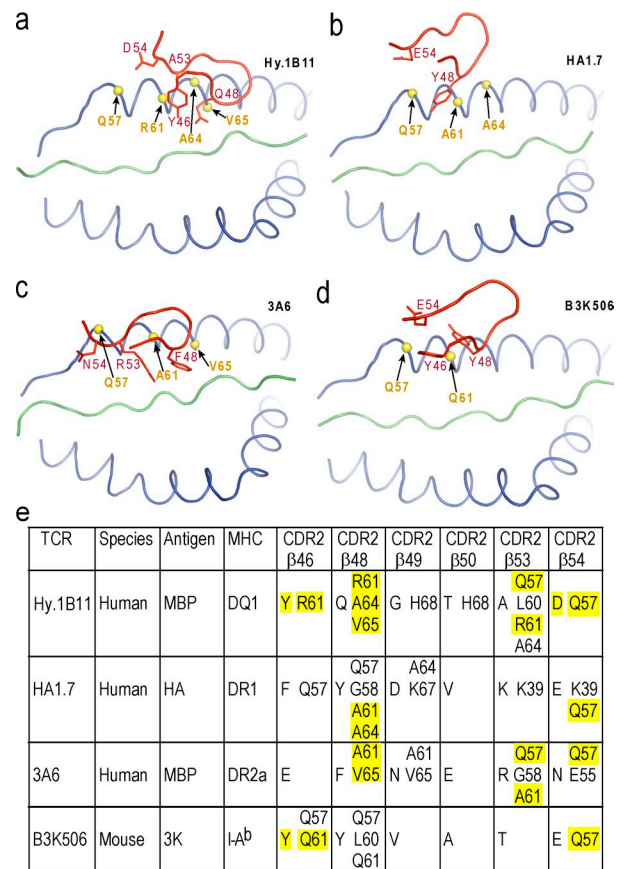 a
Hy.1B11
D54 A53
Q48
Q57 R61 Y46 A64 V65
b
HA1.7
E54
Y48
Q57 A61 A64
c
3A6
N54 R53 F48
Q57 A61 V65
d
B3K506
E54
Y46 Y48
Q57 Q61
e
TCR Species Antigen MHC CDR2 β46 CDR2 β48 CDR2 β49 CDR2 β50 CDR2 β53 CDR2 β54
Hy.1B11 Human MBP DQ1 Y R61 Q R61 A64 V65 G H68 T H68 A Q57 L60 R61 A64 D Q57
HA1.7 Human HA DR1 F Q57 Y Q57 G58 A61 A64 D A64 K67 V K K39 E K39 Q57
3A6 Human MBP DR2a E F A61 V65 N A61 V65 E R Q57 G58 A61 N Q57 E55
B3K506 Mouse 3K I-Aᵇ Y Q57 Q61 Y Q57 L60 Q61 V A T E Q57